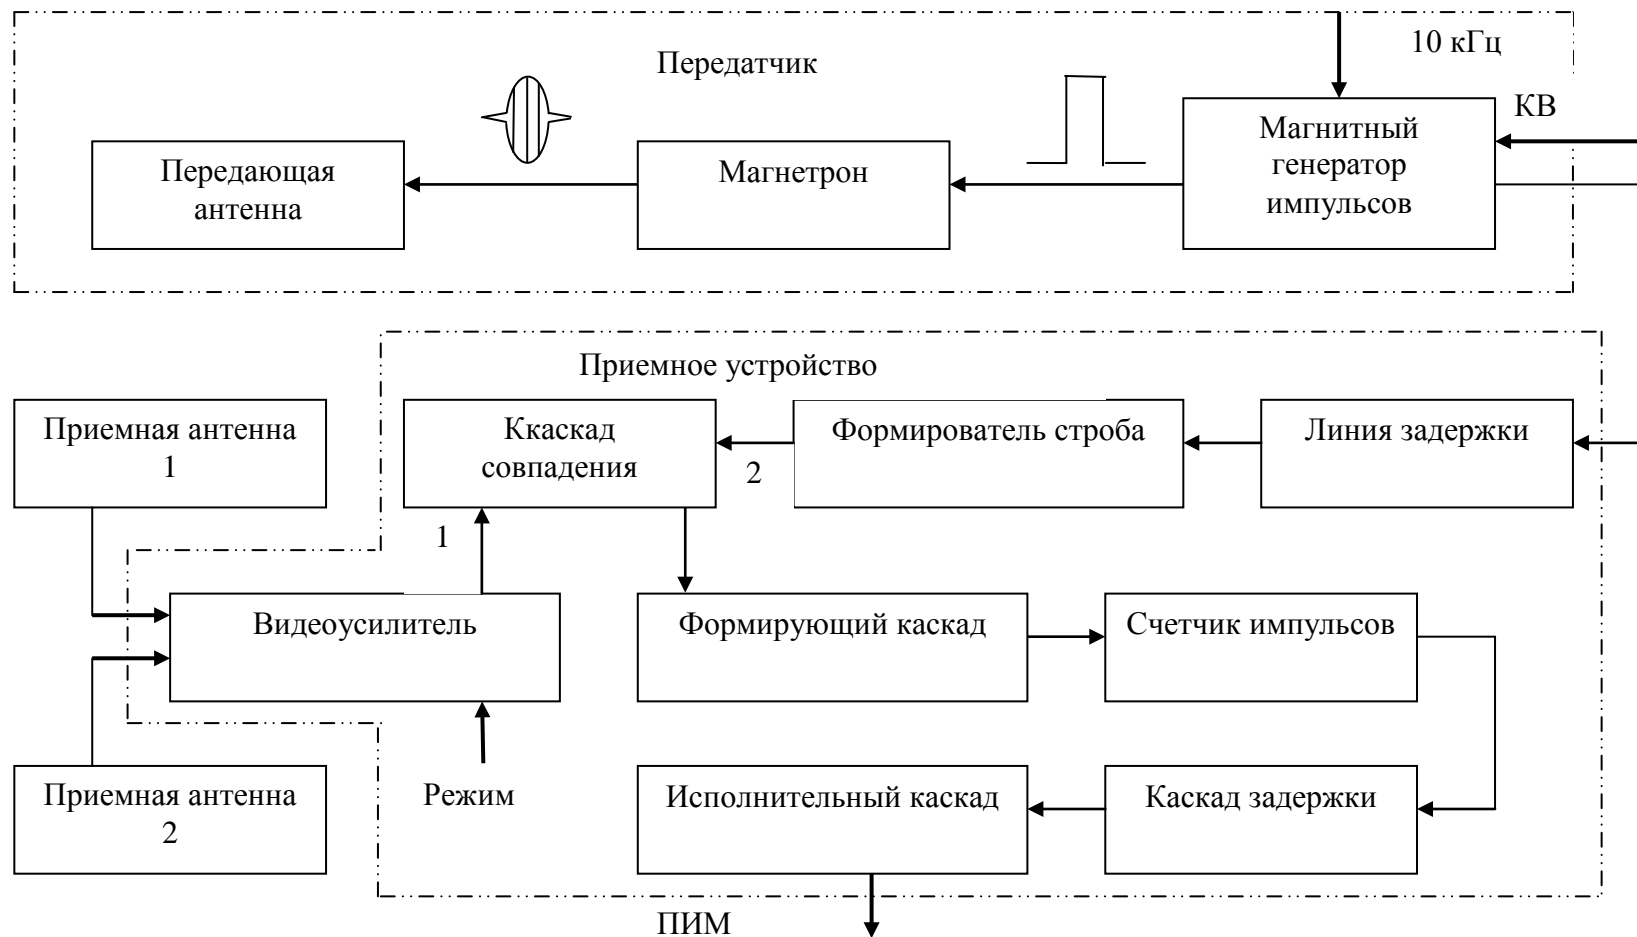 10 кГц
Передатчик
КВ
Магнитный
генератор
импульсов
Магнетрон
Передающая
антенна
Приемное устройство
Приемная антенна
1
Ккаскад
совпадения
2
Формирователь строба
Линия задержки
1
Видеоусилитель
Формирующий каскад
Счетчик импульсов
Режим
Приемная антенна
2
Исполнительный каскад
Каскад задержки
ПИМ